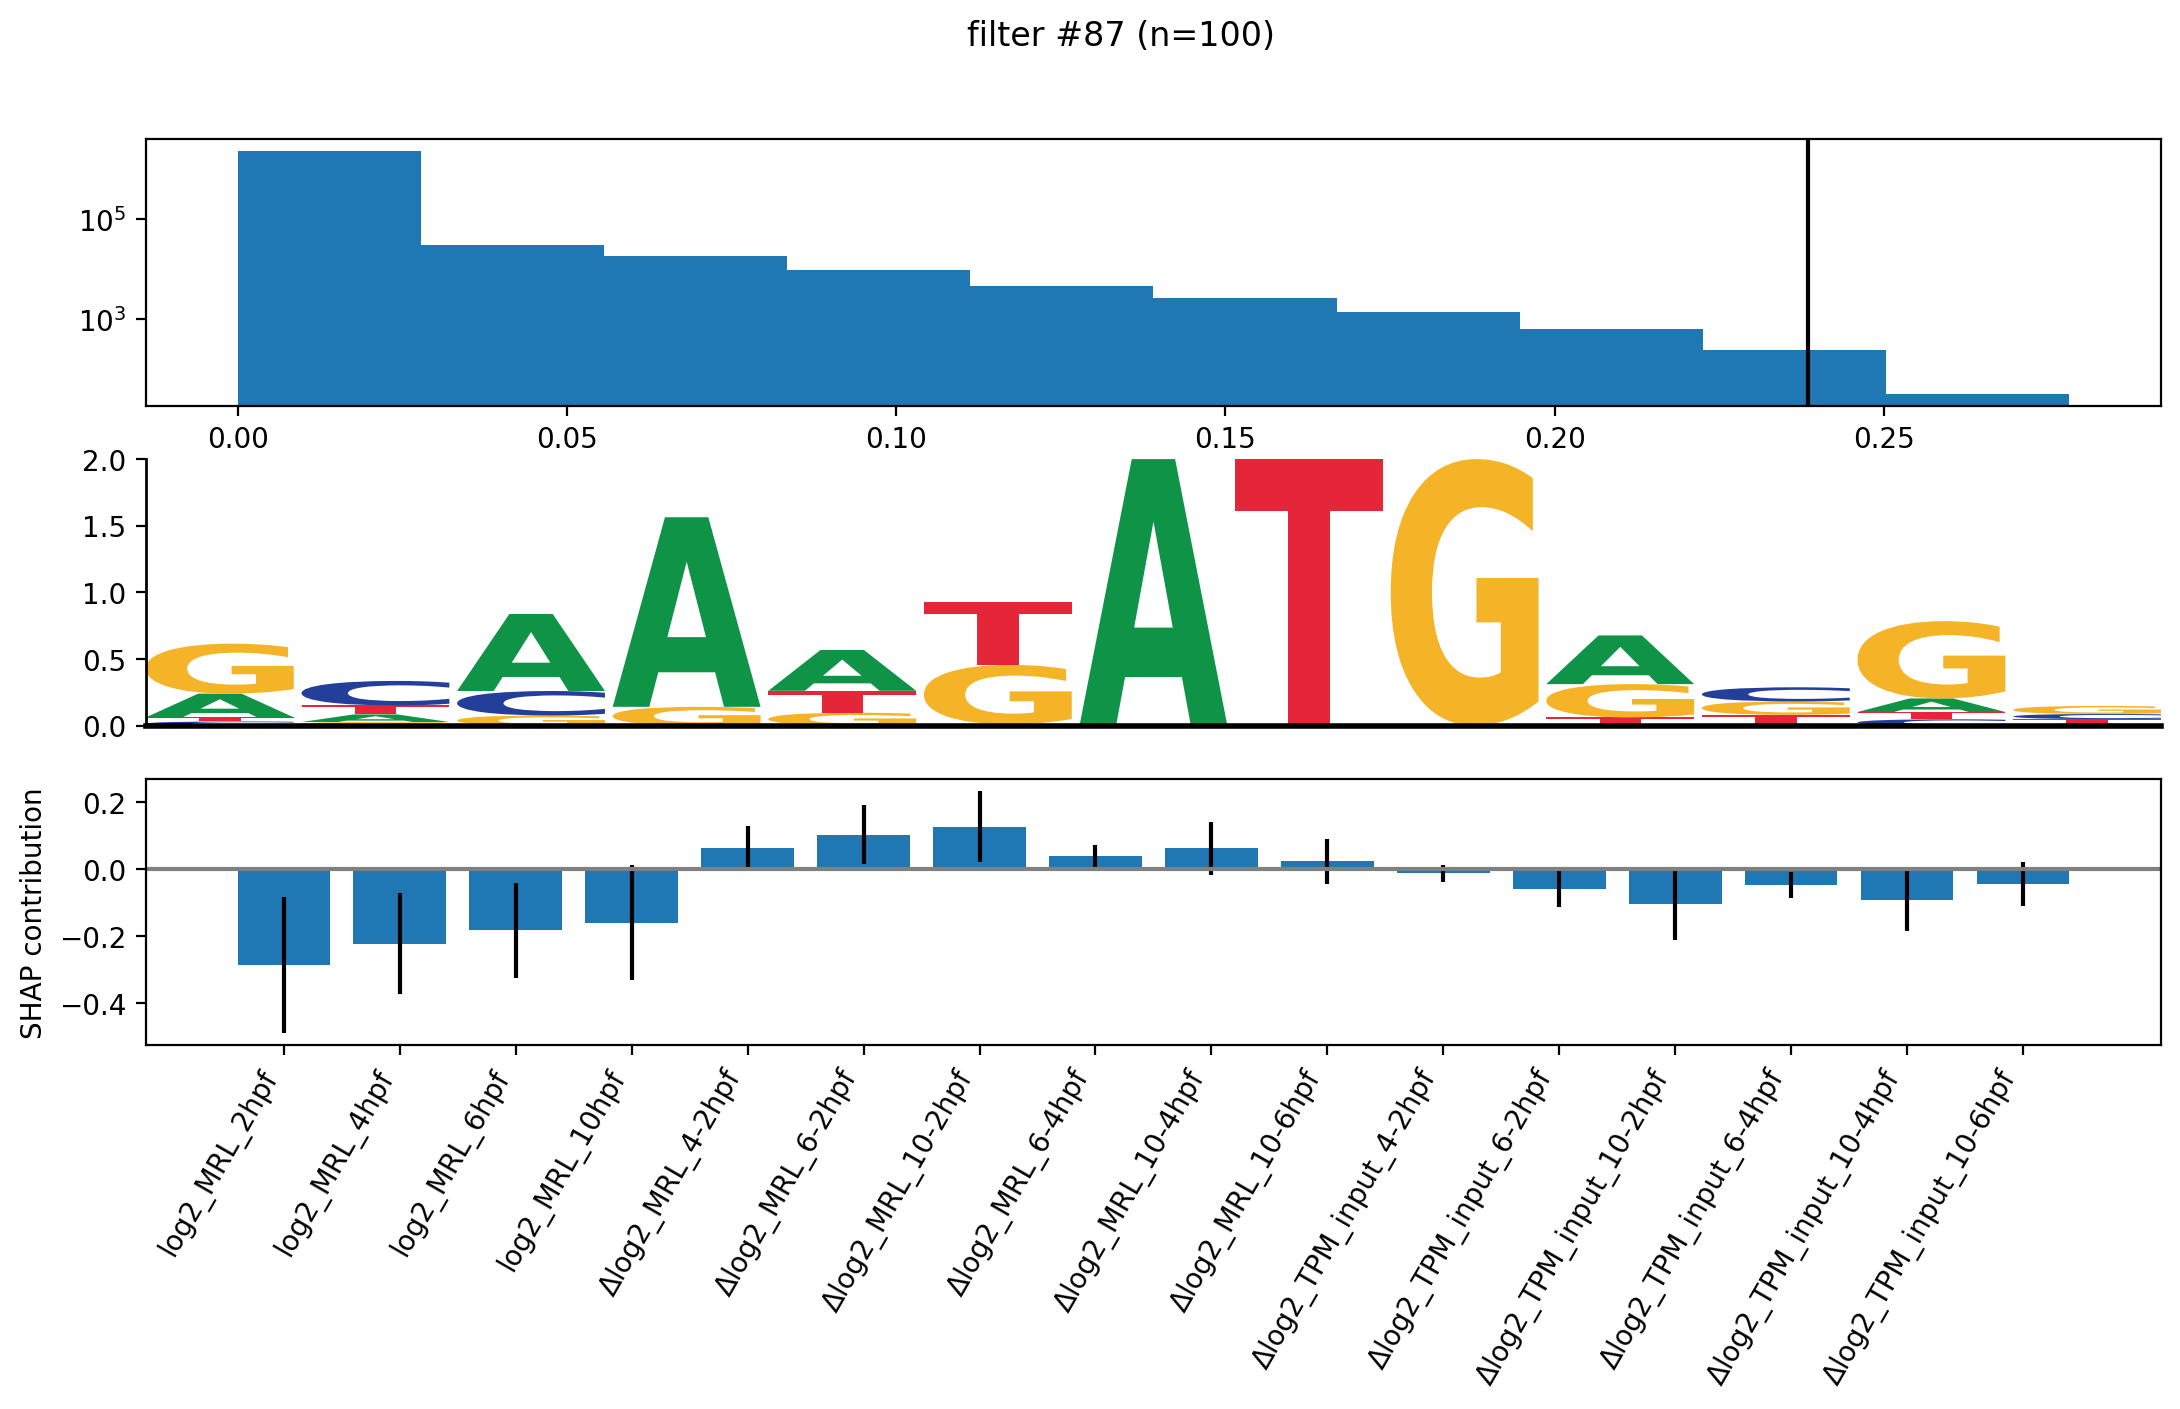 filter #87 (n=100)
10^5
10^3
0.00 0.05 0.10 0.15 0.20 0.25
2.0
1.5
1.0
0.5
0.0
SHAP contribution
0.2
0.0
−0.2
−0.4
log2_MRL_2hpf
log2_MRL_4hpf
log2_MRL_6hpf
log2_MRL_10hpf
Δlog2_MRL_4-2hpf
Δlog2_MRL_6-2hpf
Δlog2_MRL_10-2hpf
Δlog2_MRL_6-4hpf
Δlog2_MRL_10-4hpf
Δlog2_MRL_10-6hpf
Δlog2_TPM_input_4-2hpf
Δlog2_TPM_input_6-2hpf
Δlog2_TPM_input_10-2hpf
Δlog2_TPM_input_6-4hpf
Δlog2_TPM_input_10-4hpf
Δlog2_TPM_input_10-6hpf